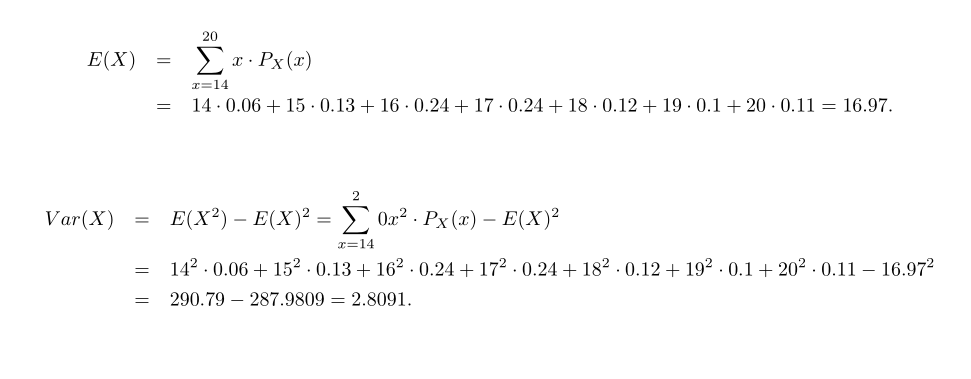 E(X) = \sum_{x=14}^{20} x · P_X(x)
= 14 · 0.06 + 15 · 0.13 + 16 · 0.24 + 17 · 0.24 + 18 · 0.12 + 19 · 0.1 + 20 · 0.11 = 16.97.
Var(X) = E(X^2) − E(X)^2 = \sum_{x=14}^{2} 0x^2 · P_X(x) − E(X)^2
= 14^2 · 0.06 + 15^2 · 0.13 + 16^2 · 0.24 + 17^2 · 0.24 + 18^2 · 0.12 + 19^2 · 0.1 + 20^2 · 0.11 − 16.97^2
= 290.79 − 287.9809 = 2.8091.